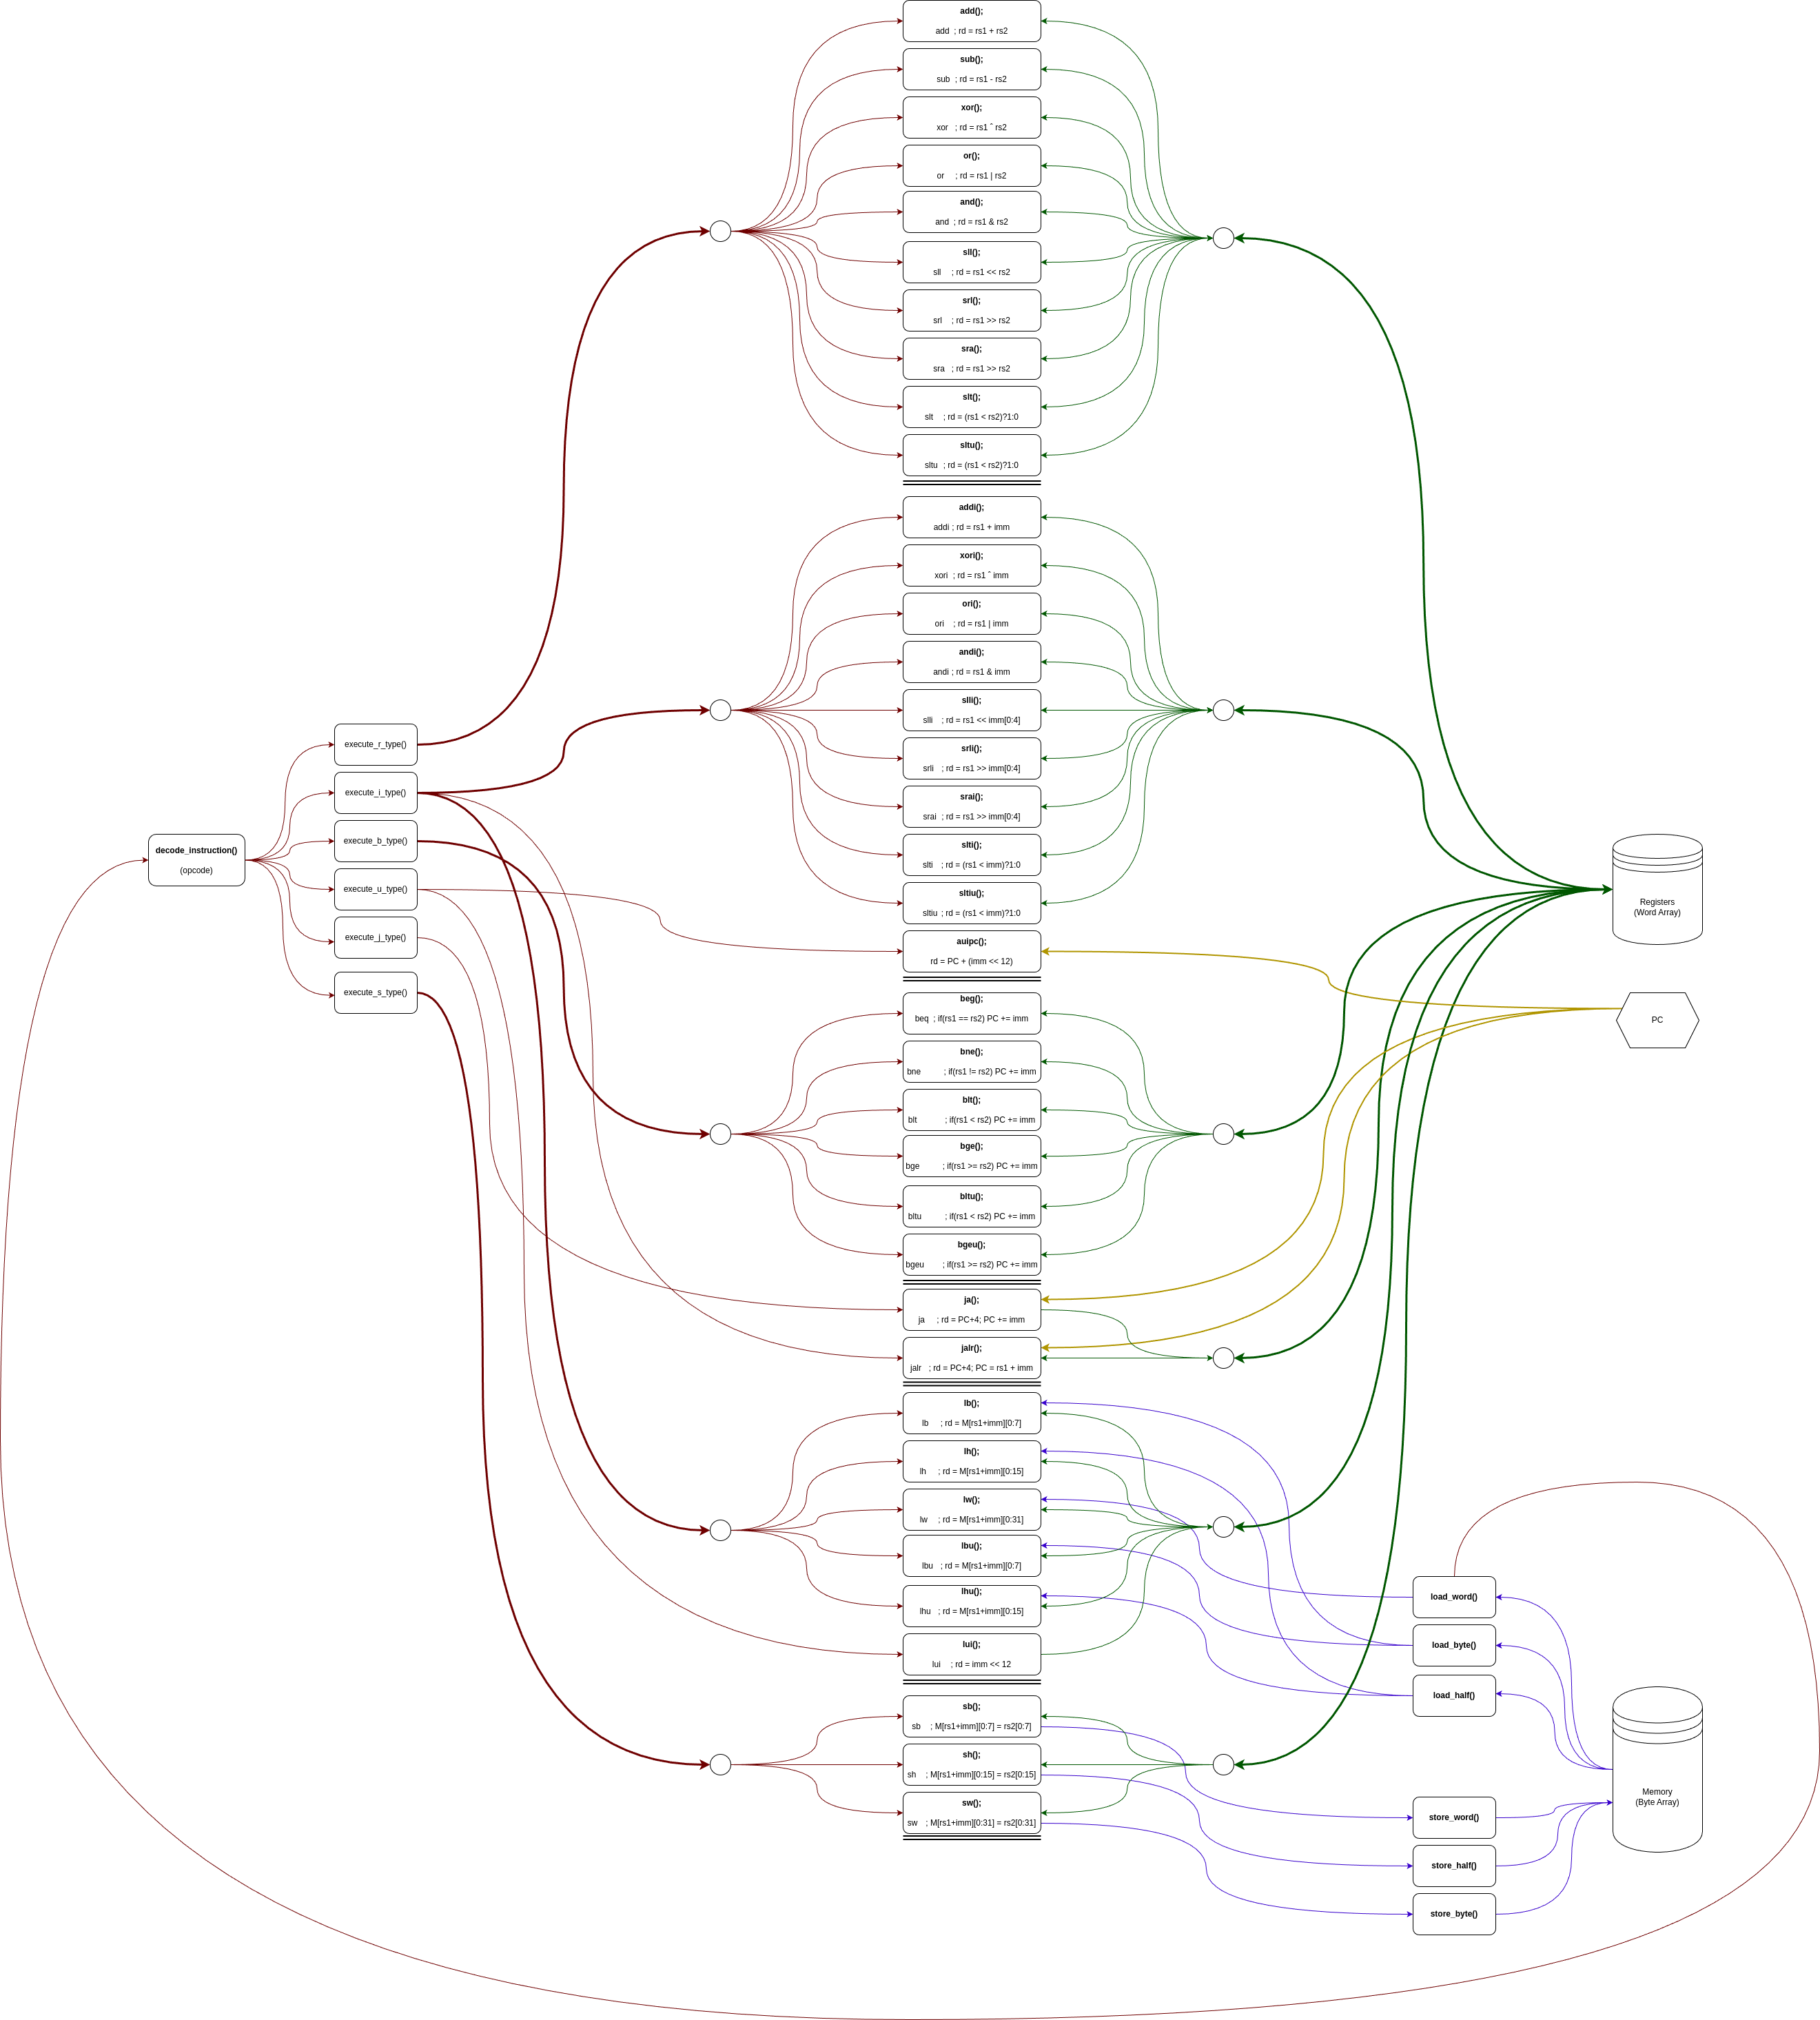 add();
add ; rd = rs1 + rs2
sub();
sub ; rd = rs1 - rs2
xor();
xor ; rd = rs1 ˆ rs2
or();
or ; rd = rs1 | rs2
and();
and ; rd = rs1 & rs2
sll();
sll ; rd = rs1 << rs2
srl();
srl ; rd = rs1 >> rs2
sra();
sra ; rd = rs1 >> rs2
slt();
slt ; rd = (rs1 < rs2)?1:0
sltu();
sltu ; rd = (rs1 < rs2)?1:0
addi();
addi ; rd = rs1 + imm
xori();
xori ; rd = rs1 ˆ imm
ori();
ori ; rd = rs1 | imm
andi();
andi ; rd = rs1 & imm
slli();
slli ; rd = rs1 << imm[0:4]
srli();
srli ; rd = rs1 >> imm[0:4]
srai();
srai ; rd = rs1 >> imm[0:4]
slti();
slti ; rd = (rs1 < imm)?1:0
sltiu();
sltiu ; rd = (rs1 < imm)?1:0
auipc();
rd = PC + (imm << 12)
beg();
beq ; if(rs1 == rs2) PC += imm
bne();
bne ; if(rs1 != rs2) PC += imm
blt();
blt ; if(rs1 < rs2) PC += imm
bge();
bge ; if(rs1 >= rs2) PC += imm
bltu();
bltu ; if(rs1 < rs2) PC += imm
bgeu();
bgeu ; if(rs1 >= rs2) PC += imm
ja();
ja ; rd = PC+4; PC += imm
jalr();
jalr ; rd = PC+4; PC = rs1 + imm
lb();
lb ; rd = M[rs1+imm][0:7]
lh();
lh ; rd = M[rs1+imm][0:15]
lw();
lw ; rd = M[rs1+imm][0:31]
lbu();
lbu ; rd = M[rs1+imm][0:7]
lhu();
lhu ; rd = M[rs1+imm][0:15]
lui();
lui ; rd = imm << 12
sb();
sb ; M[rs1+imm][0:7] = rs2[0:7]
sh();
sh ; M[rs1+imm][0:15] = rs2[0:15]
sw();
sw ; M[rs1+imm][0:31] = rs2[0:31]
decode_instruction()
(opcode)
execute_r_type()
execute_i_type()
execute_b_type()
execute_u_type()
execute_j_type()
execute_s_type()
Registers
(Word Array)
PC
load_word()
load_byte()
load_half()
store_word()
store_half()
store_byte()
Memory
(Byte Array)